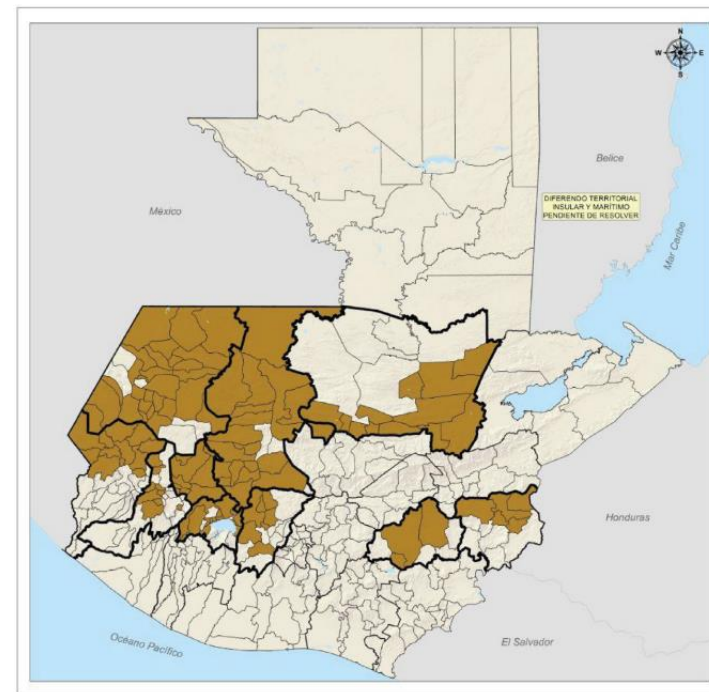 N
W E
S
Belice
DIFERENDO TERRITORIAL
INSULAR Y MARÍTIMO
PENDIENTE DE RESOLVER
México
Mar Caribe
Honduras
El Salvador
Océano Pacífico